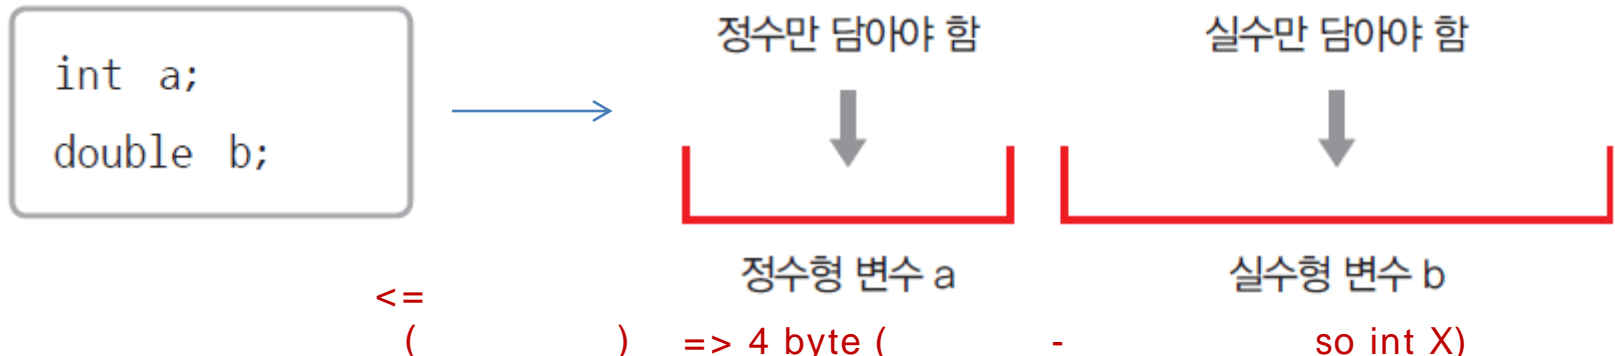 int a;
double b;
정수만 담아야 함
실수만 담아야 함
정수형 변수 a
실수형 변수 b
<=
( ) => 4 byte ( - so int X)